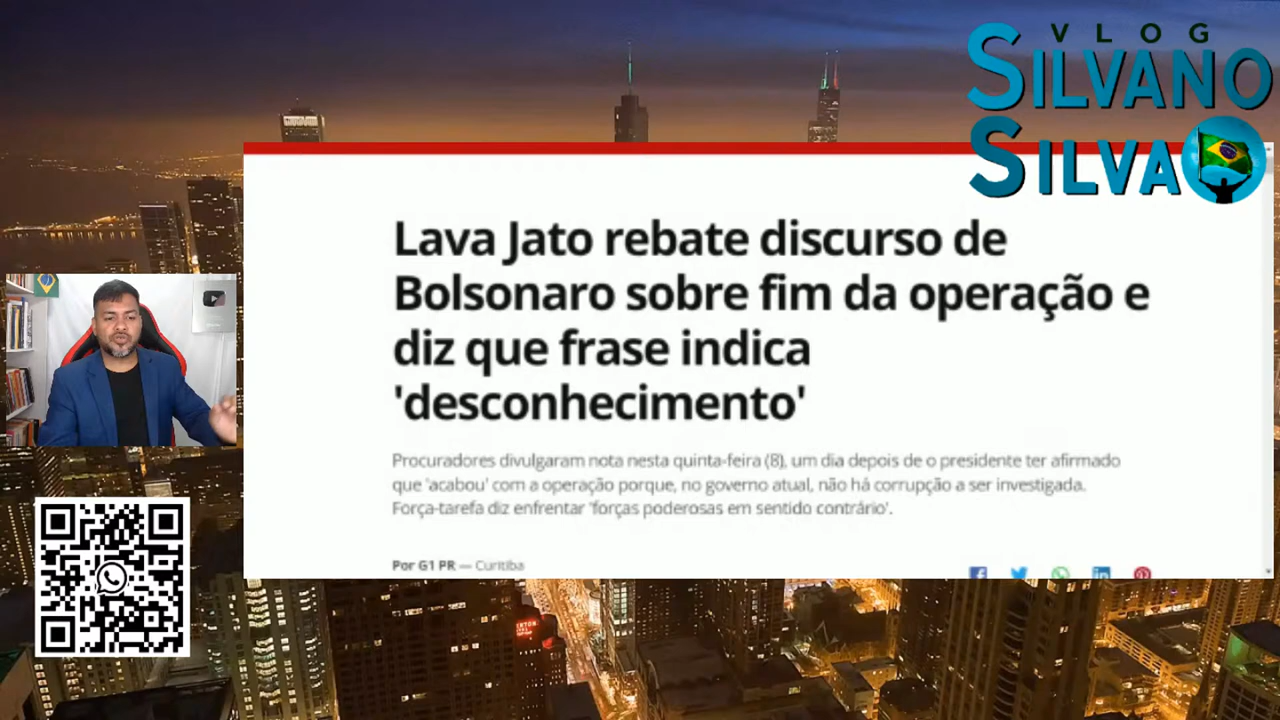 VLOG
SILVANO
SILVA
Lava Jato rebate discurso de
Bolsonaro sobre fim da operação e
diz que frase indica
'desconhecimento'
Procuradores divulgaram nota nesta quinta-feira (8), um dia depois de o presidente ter afirmado
que 'acabou' com a operação porque, no governo atual, não há corrupção a ser investigada.
Força-tarefa diz enfrentar 'forças poderosas em sentido contrário'.
Por G1 PR — Curitiba